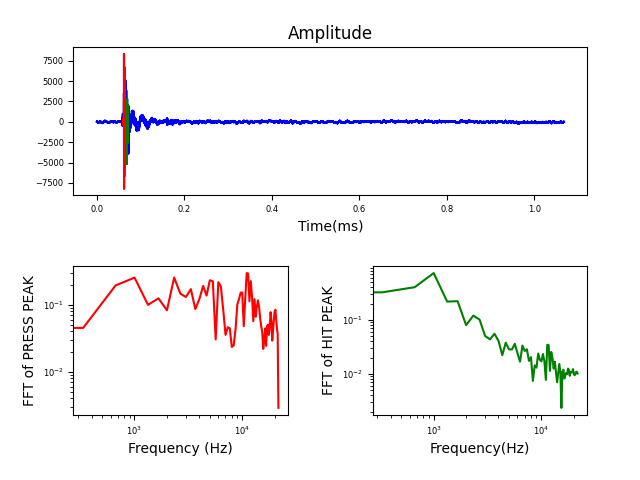 Amplitude
7500
5000
2500
0
−2500
−5000
−7500
0.0 0.2 0.4 0.6 0.8 1.0
Time(ms)
FFT of PRESS PEAK
10⁻¹
10⁻²
10³ 10⁴
Frequency (Hz)
FFT of HIT PEAK
10⁻¹
10⁻²
10³ 10⁴
Frequency(Hz)